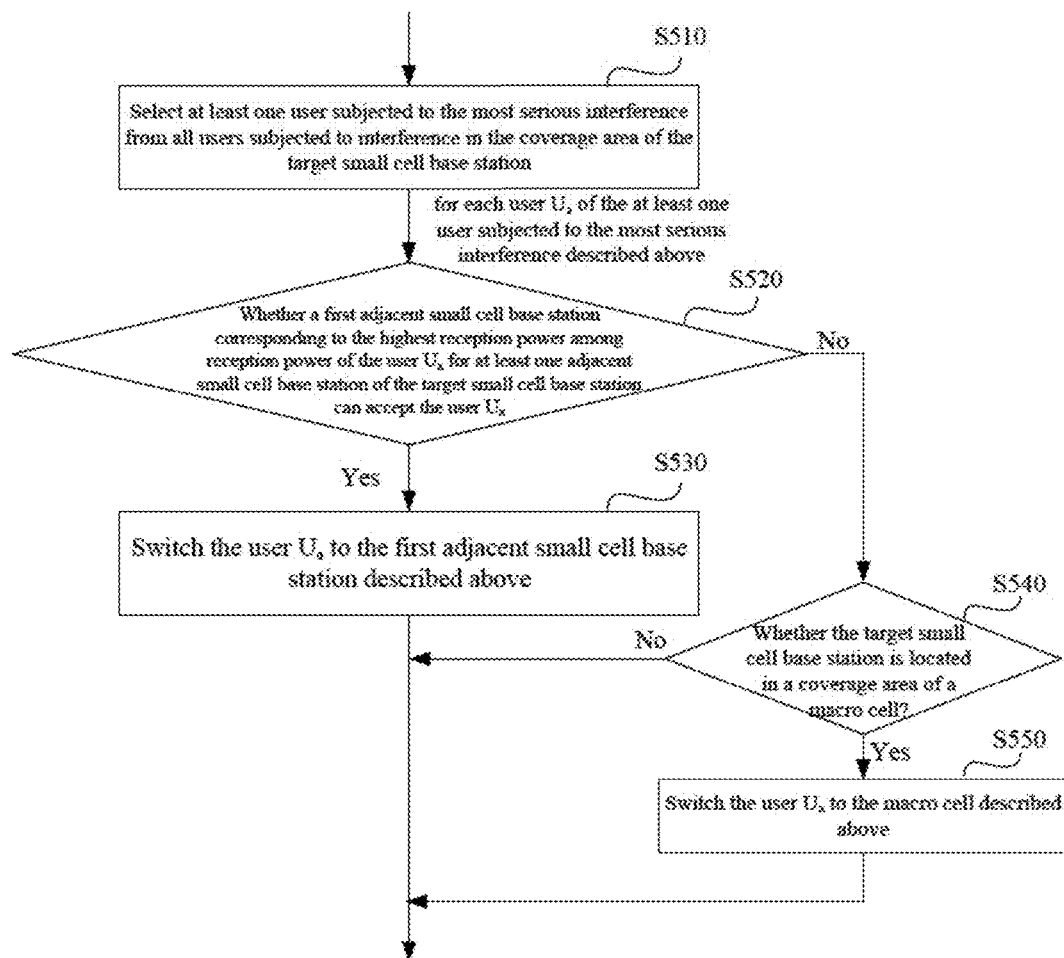 S510
Select at least one user subjected to the most serious interference
from all users subjected to interference in the coverage area of the
target small cell base station
for each user Uₐ of the at least one
user subjected to the most serious
interference described above
S520
Whether a first adjacent small cell base station
corresponding to the highest reception power among
reception power of the user Uₐ for at least one adjacent
small cell base station of the target small cell base station
can accept the user Uₐ
No
Yes
S530
Switch the user Uₐ to the first adjacent small cell base
station described above
S540
Whether the target small
cell base station is located
in a coverage area of a
macro cell?
No
Yes
S550
Switch the user Uₐ to the macro cell described
above